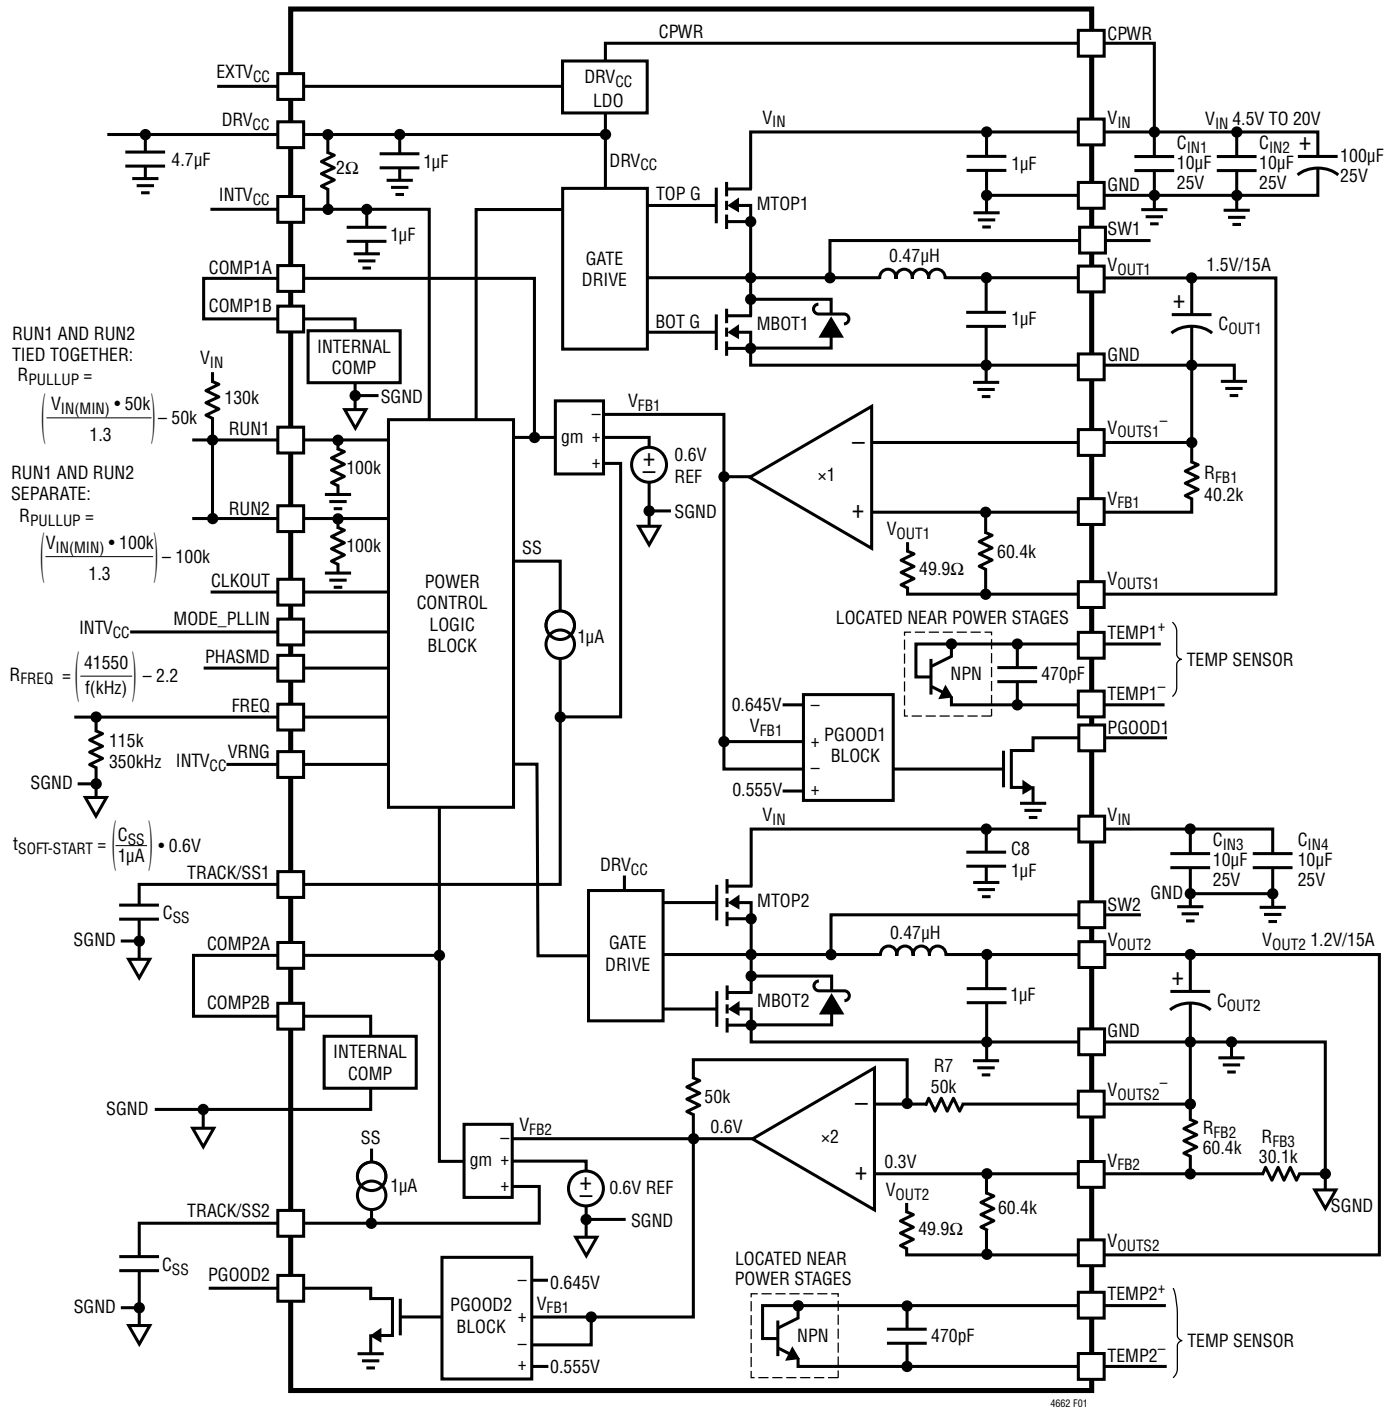 CPWR
CPWR
EXTVCC
DRVCC
LDO
DRVCC
4.7µF
2Ω
1µF
DRVCC
VIN
VIN
VIN 4.5V TO 20V
1µF
CIN1
10µF
25V
CIN2
10µF
25V
+
100µF
25V
INTVCC
1µF
TOP G
MTOP1
GND
SW1
COMP1A
GATE
DRIVE
0.47µH
VOUT1
1.5V/15A
COMP1B
BOT G
MBOT1
1µF
+
COUT1
RUN1 AND RUN2
TIED TOGETHER:
RPULLUP =
(VIN(MIN) • 50k
1.3) – 50k
VIN
130k
INTERNAL
COMP
SGND
GND
RUN1
100k
gm
–
+
+
VFB1
0.6V
REF
+
–
SGND
×1
–
+
VOUTS1–
RFB1
40.2k
VFB1
RUN1 AND RUN2
SEPARATE:
RPULLUP =
(VIN(MIN) • 100k
1.3) – 100k
RUN2
100k
SS
VOUT1
49.9Ω
60.4k
VOUTS1
CLKOUT
POWER
CONTROL
LOGIC
BLOCK
1µA
LOCATED NEAR POWER STAGES
INTVCC
MODE_PLLIN
NPN
470pF
TEMP1+
TEMP SENSOR
TEMP1–
PHASMD
RFREQ = (41550
f(kHz)) – 2.2
FREQ
115k
350kHz
SGND
INTVCC
VRNG
0.645V
VFB1
0.555V
–
+
–
+
PGOOD1
BLOCK
PGOOD1
tSOFT-START = (CSS
1µA) • 0.6V
VIN
VIN
C8
1µF
CIN3
10µF
25V
CIN4
10µF
25V
GND
TRACK/SS1
CSS
SGND
DRVCC
MTOP2
SW2
COMP2A
GATE
DRIVE
0.47µH
VOUT2
VOUT2 1.2V/15A
COMP2B
MBOT2
1µF
+
COUT2
INTERNAL
COMP
GND
SGND
50k
R7
50k
VOUTS2–
VFB2
0.6V
×2
–
+
RFB2
60.4k
RFB3
30.1k
SS
1µA
gm
–
+
+
0.6V REF
+
–
SGND
0.3V
VFB2
SGND
TRACK/SS2
CSS
SGND
VOUT2
49.9Ω
60.4k
VOUTS2
PGOOD2
PGOOD2
BLOCK
–
+
–
+
0.645V
VFB1
0.555V
LOCATED NEAR
POWER STAGES
NPN
470pF
TEMP2+
TEMP SENSOR
TEMP2–
4662 F01